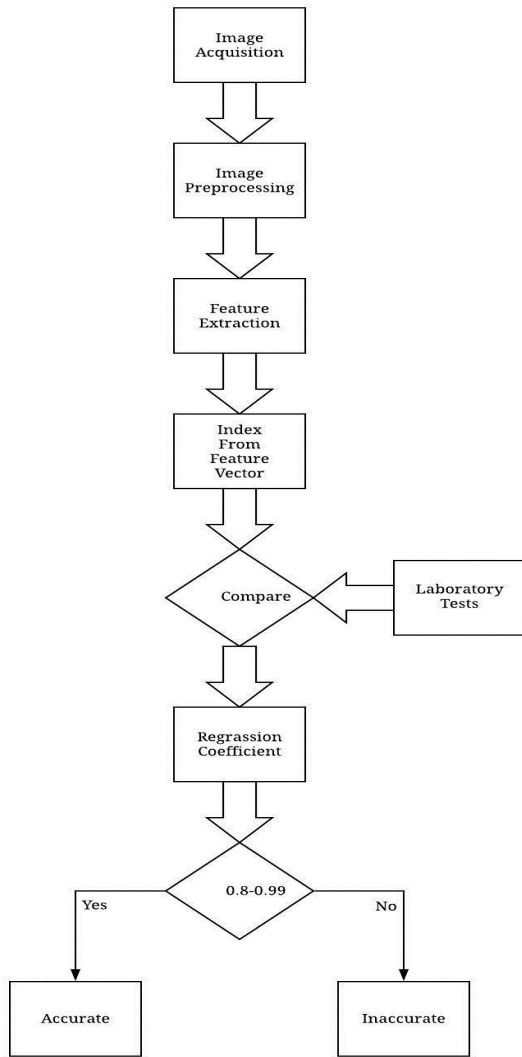 Image
Acquisition
Image
Preprocessing
Feature
Extraction
Index
From
Feature
Vector
Compare
Laboratory
Tests
Regrassion
Coefficient
0.8-0.99
Yes
No
Accurate
Inaccurate